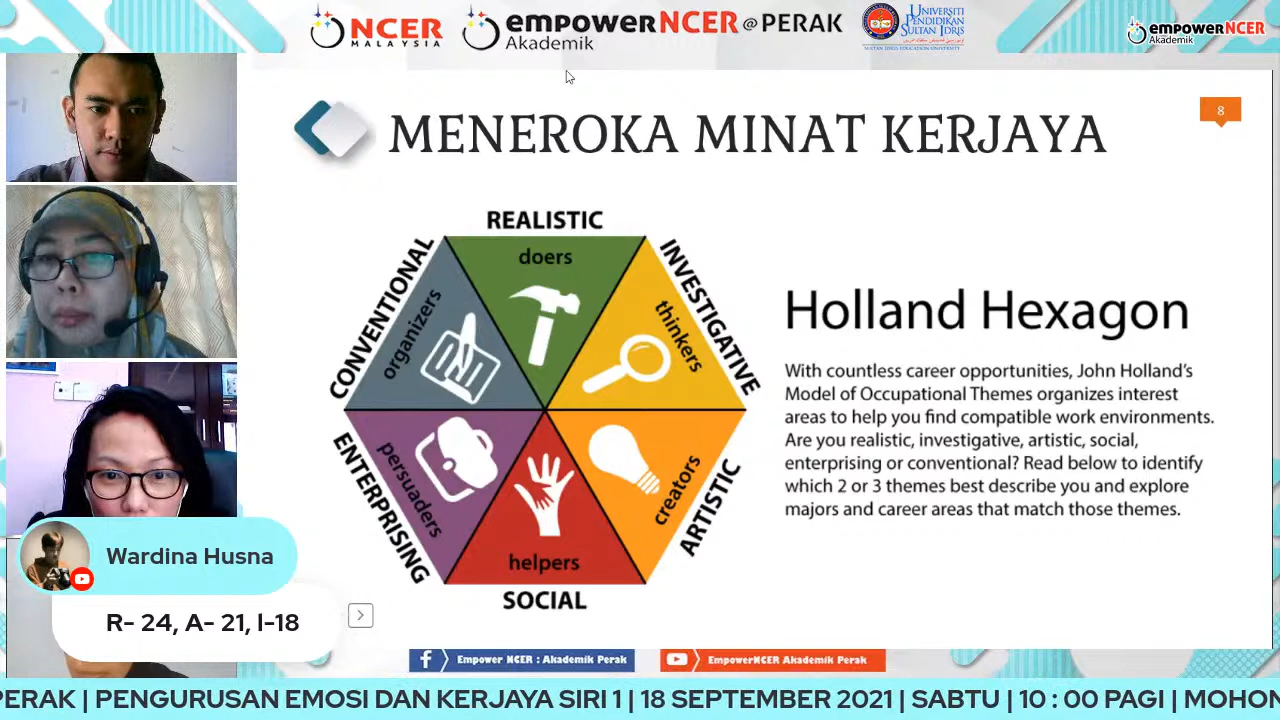 NCER
MALAYSIA
empowerNCER @ PERAK
Akademik
UNIVERSITI
PENDIDIKAN
SULTAN IDRIS
SULTAN IDRIS EDUCATION UNIVERSITY
empowerNCER
Akademik
MENEROKA MINAT KERJAYA
8
REALISTIC
doers
INVESTIGATIVE
thinkers
ARTISTIC
creators
SOCIAL
helpers
ENTERPRISING
persuaders
CONVENTIONAL
organizers
Holland Hexagon
With countless career opportunities, John Holland's
Model of Occupational Themes organizes interest
areas to help you find compatible work environments.
Are you realistic, investigative, artistic, social,
enterprising or conventional? Read below to identify
which 2 or 3 themes best describe you and explore
majors and career areas that match those themes.
Wardina Husna
R- 24, A- 21, I-18
Empower NCER : Akademik Perak
EmpowerNCER Akademik Perak
PERAK | PENGURUSAN EMOSI DAN KERJAYA SIRI 1 | 18 SEPTEMBER 2021 | SABTU | 10 : 00 PAGI | MOHON